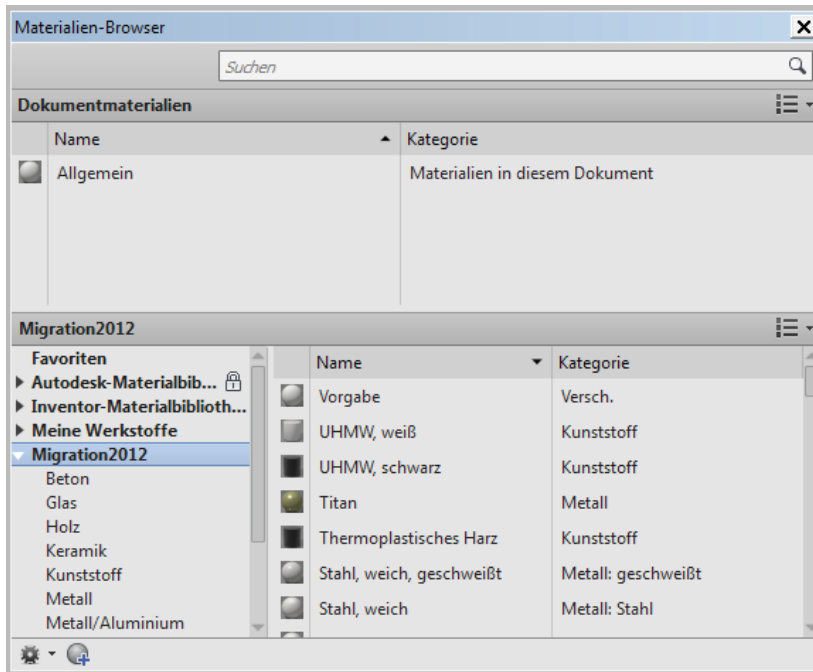 Materialien-Browser
Suchen
Dokumentmaterialien
Name Kategorie
Allgemein Materialien in diesem Dokument
Migration2012
Favoriten
Autodesk-Materialbib...
Inventor-Materialbiblioth...
Meine Werkstoffe
Migration2012
Beton
Glas
Holz
Keramik
Kunststoff
Metall
Metall/Aluminium
Name Kategorie
Vorgabe Versch.
UHMW, weiß Kunststoff
UHMW, schwarz Kunststoff
Titan Metall
Thermoplastisches Harz Kunststoff
Stahl, weich, geschweißt Metall: geschweißt
Stahl, weich Metall: Stahl